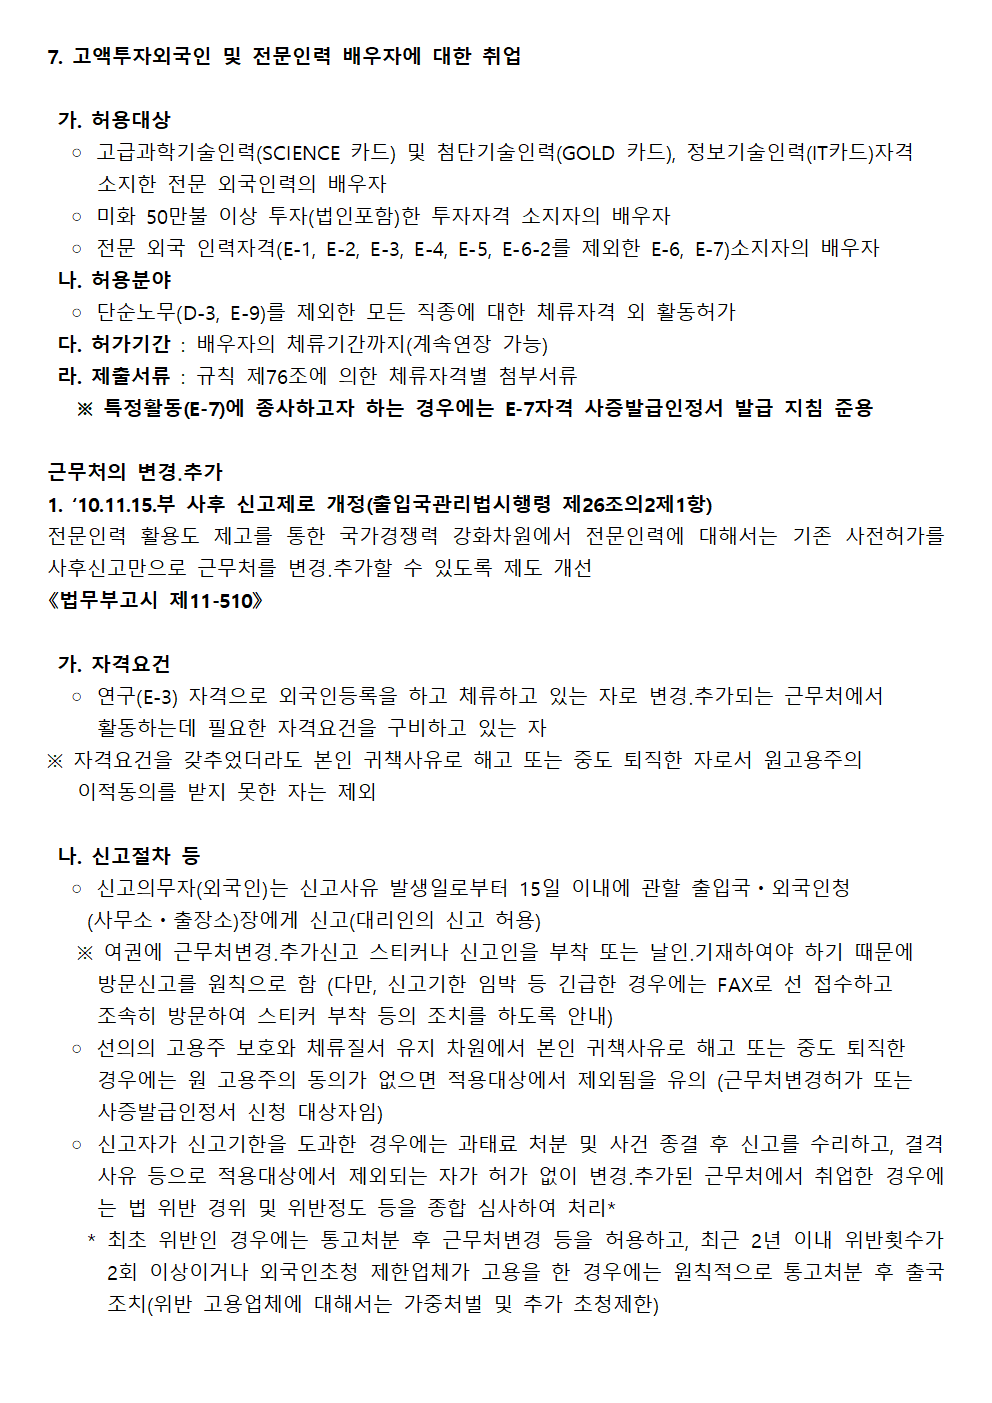 7. 고액투자외국인 및 전문인력 배우자에 대한 취업
가. 허용대상
○ 고급과학기술인력(SCIENCE 카드) 및 첨단기술인력(GOLD 카드), 정보기술인력(IT카드)자격
소지한 전문 외국인력의 배우자
○ 미화 50만불 이상 투자(법인포함)한 투자자격 소지자의 배우자
○ 전문 외국 인력자격(E-1, E-2, E-3, E-4, E-5, E-6-2를 제외한 E-6, E-7)소지자의 배우자
나. 허용분야
○ 단순노무(D-3, E-9)를 제외한 모든 직종에 대한 체류자격 외 활동허가
다. 허가기간 : 배우자의 체류기간까지(계속연장 가능)
라. 제출서류 : 규칙 제76조에 의한 체류자격별 첨부서류
※ 특정활동(E-7)에 종사하고자 하는 경우에는 E-7자격 사증발급인정서 발급 지침 준용
근무처의 변경.추가
1. ‘10.11.15.부 사후 신고제로 개정(출입국관리법시행령 제26조의2제1항)
전문인력 활용도 제고를 통한 국가경쟁력 강화차원에서 전문인력에 대해서는 기존 사전허가를
사후신고만으로 근무처를 변경.추가할 수 있도록 제도 개선
《법무부고시 제11-510》
가. 자격요건
○ 연구(E-3) 자격으로 외국인등록을 하고 체류하고 있는 자로 변경.추가되는 근무처에서
활동하는데 필요한 자격요건을 구비하고 있는 자
※ 자격요건을 갖추었더라도 본인 귀책사유로 해고 또는 중도 퇴직한 자로서 원고용주의
이적동의를 받지 못한 자는 제외
나. 신고절차 등
○ 신고의무자(외국인)는 신고사유 발생일로부터 15일 이내에 관할 출입국・외국인청
(사무소・출장소)장에게 신고(대리인의 신고 허용)
※ 여권에 근무처변경.추가신고 스티커나 신고인을 부착 또는 날인.기재하여야 하기 때문에
방문신고를 원칙으로 함 (다만, 신고기한 임박 등 긴급한 경우에는 FAX로 선 접수하고
조속히 방문하여 스티커 부착 등의 조치를 하도록 안내)
○ 선의의 고용주 보호와 체류질서 유지 차원에서 본인 귀책사유로 해고 또는 중도 퇴직한
경우에는 원 고용주의 동의가 없으면 적용대상에서 제외됨을 유의 (근무처변경허가 또는
사증발급인정서 신청 대상자임)
○ 신고자가 신고기한을 도과한 경우에는 과태료 처분 및 사건 종결 후 신고를 수리하고, 결격
사유 등으로 적용대상에서 제외되는 자가 허가 없이 변경.추가된 근무처에서 취업한 경우에
는 법 위반 경위 및 위반정도 등을 종합 심사하여 처리*
* 최초 위반인 경우에는 통고처분 후 근무처변경 등을 허용하고, 최근 2년 이내 위반횟수가
2회 이상이거나 외국인초청 제한업체가 고용을 한 경우에는 원칙적으로 통고처분 후 출국
조치(위반 고용업체에 대해서는 가중처벌 및 추가 초청제한)